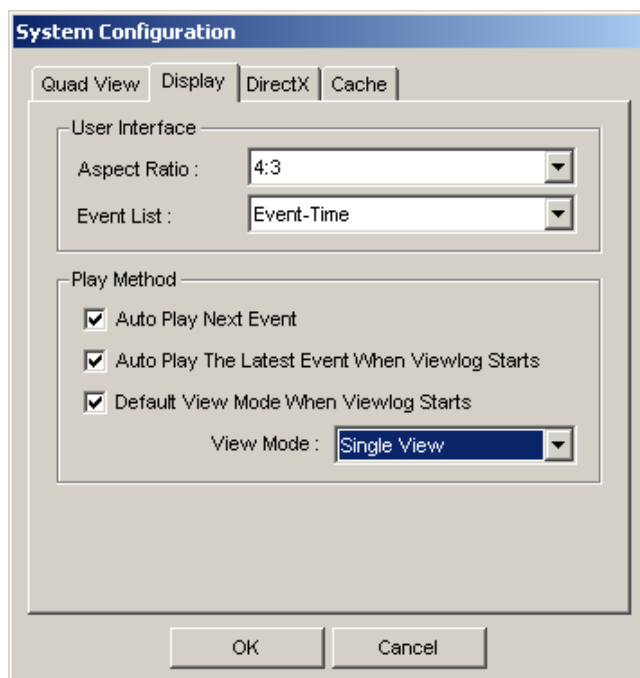 System Configuration
Quad View Display DirectX Cache
User Interface
Aspect Ratio : 4:3
Event List : Event-Time
Play Method
Auto Play Next Event
Auto Play The Latest Event When Viewlog Starts
Default View Mode When Viewlog Starts
View Mode : Single View
OK Cancel